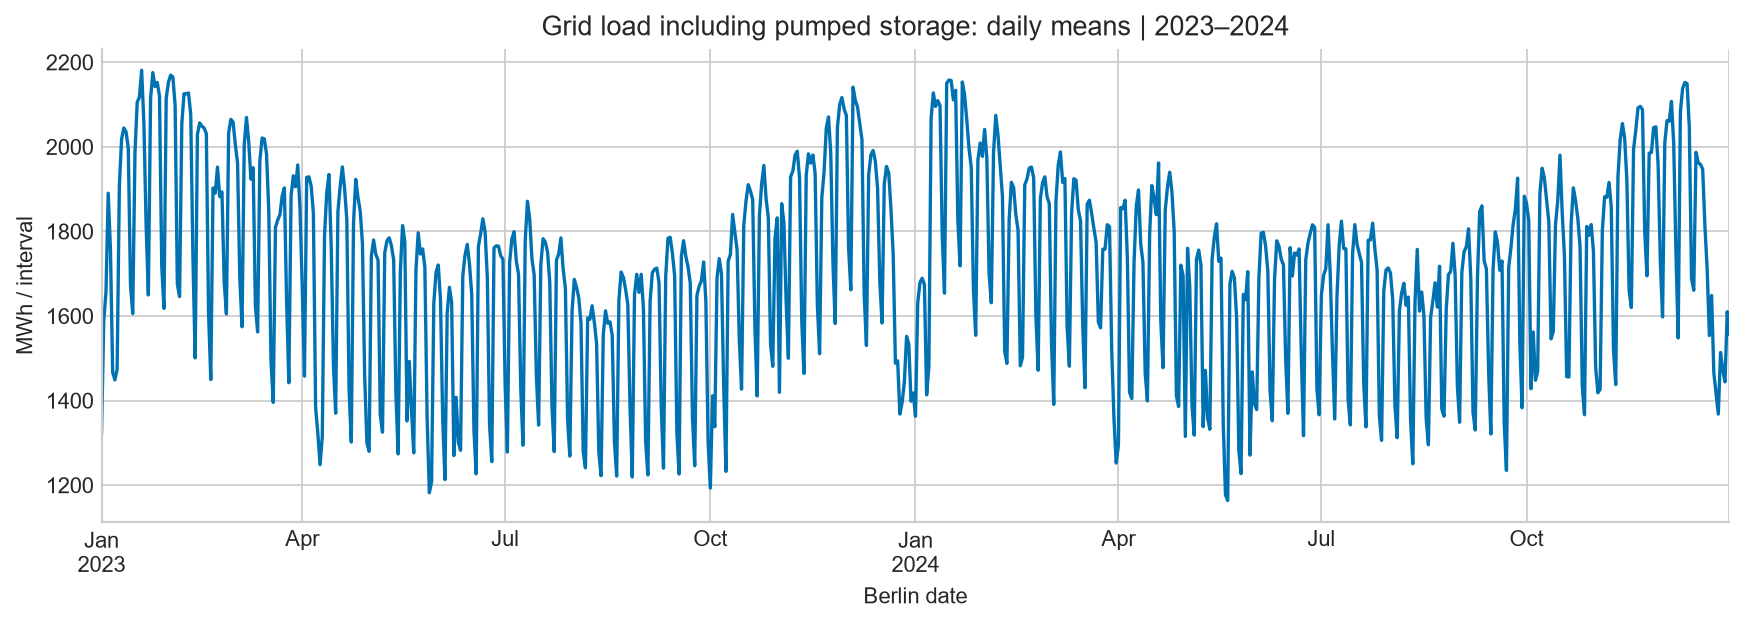 Grid load including pumped storage: daily means | 2023–2024
MWh / interval
2200
2000
1800
1600
1400
1200
Jan
2023
Apr
Jul
Oct
Jan
2024
Apr
Jul
Oct
Berlin date